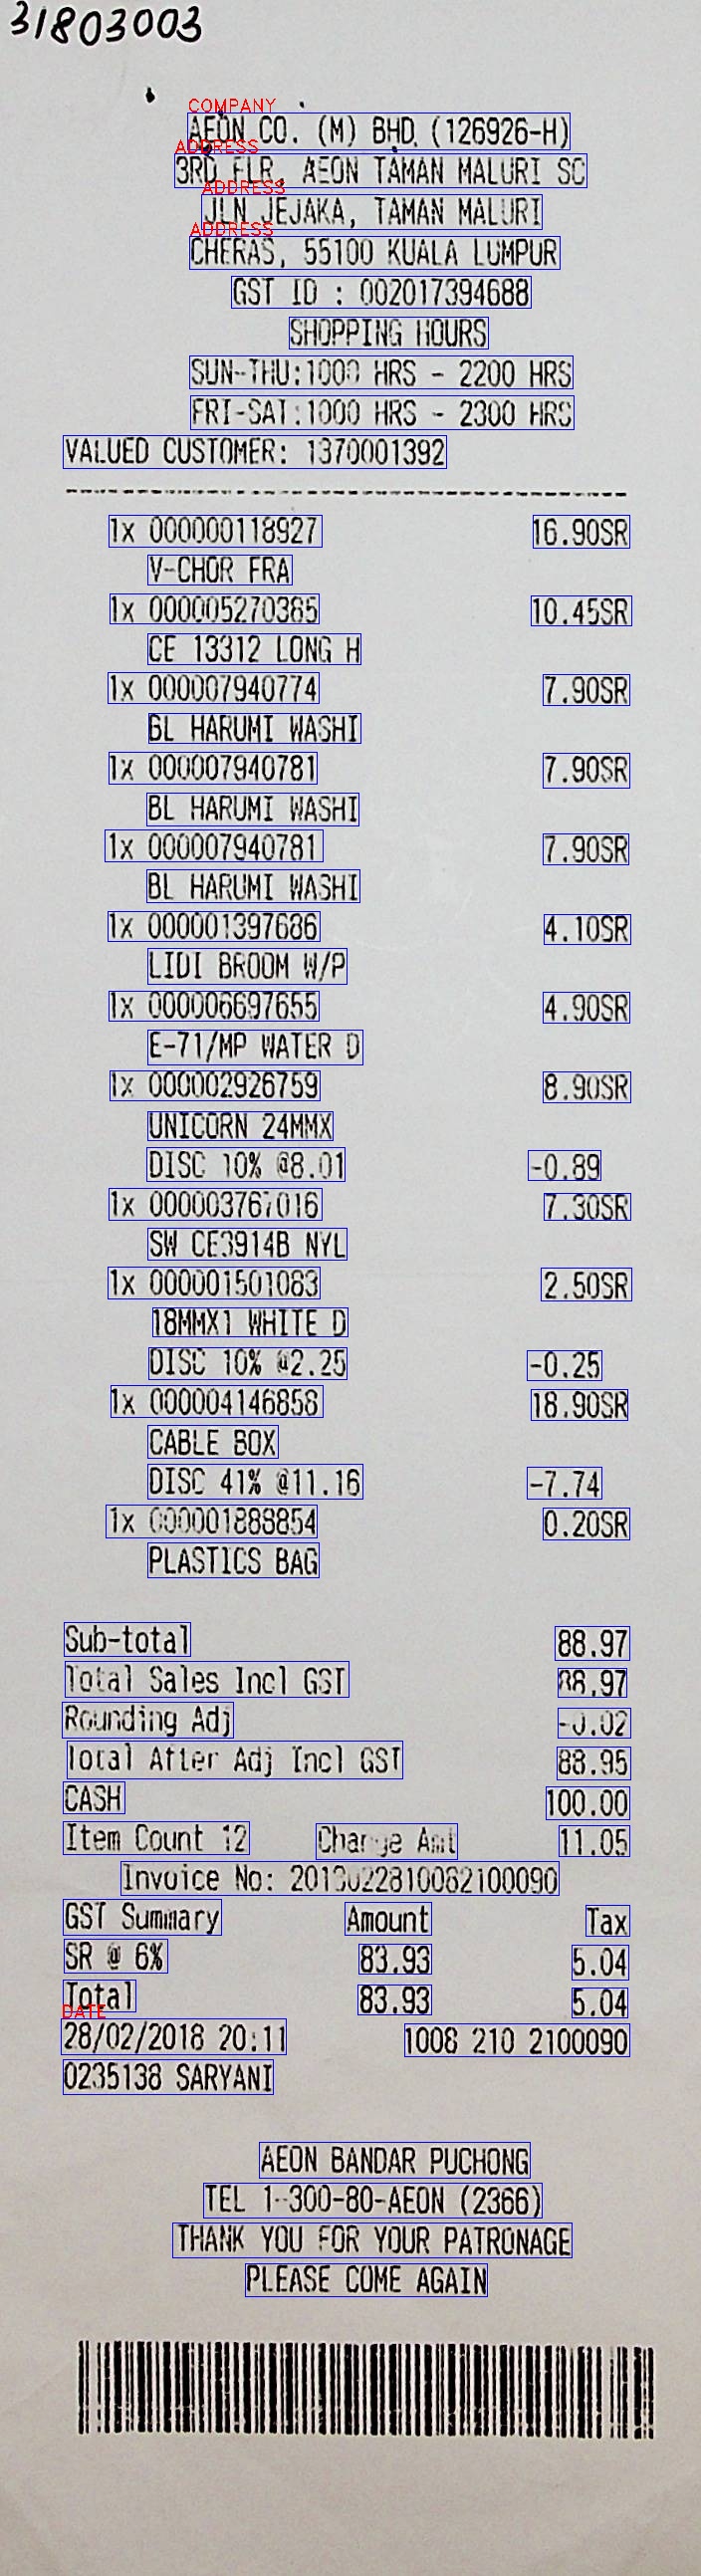 31803003
COMPANY
AEON CO. (M) BHD (126926-H)
ADDRESS
3RD FLR, AEON TAMAN MALURI SC
ADDRESS
JLN JEJAKA, TAMAN MALURI
ADDRESS
CHERAS, 55100 KUALA LUMPUR
GST ID : 002017394688
SHOPPING HOURS
SUN-THU:1000 HRS - 2200 HRS
FRI-SAT:1000 HRS - 2300 HRS
VALUED CUSTOMER: 1370001392
1x 000000118927 16.90SR
V-CHOR FRA
1x 000005270365 10.45SR
CE 13312 LONG H
1x 000007940774 7.90SR
BL HARUMI WASHI
1x 000007940781 7.90SR
BL HARUMI WASHI
1x 000007940781 7.90SR
BL HARUMI WASHI
1x 000001397686 4.10SR
LIDI BROOM W/P
1x 000006697655 4.90SR
E-71/MP WATER D
1x 000002926759 8.90SR
UNICORN 24MMX
DISC 10% @8.01 -0.89
1x 000003767016 7.30SR
SW CE3914B NYL
1x 000001501083 2.50SR
18MMX1 WHITE D
DISC 10% @2.25 -0.25
1x 000004146858 18.90SR
CABLE BOX
DISC 41% @11.16 -7.74
1x 000001888854 0.20SR
PLASTICS BAG
Sub-total 88.97
Total Sales Incl GST 88.97
Rounding Adj -0.02
Total After Adj Incl GST 88.95
CASH 100.00
Item Count 12 Change Amt 11.05
Invoice No: 2018022810082100090
GST Summary Amount Tax
SR @ 6% 83.93 5.04
Total 83.93 5.04
DATE
28/02/2018 20:11 1008 210 2100090
0235138 SARYANI
AEON BANDAR PUCHONG
TEL 1-300-80-AEON (2366)
THANK YOU FOR YOUR PATRONAGE
PLEASE COME AGAIN